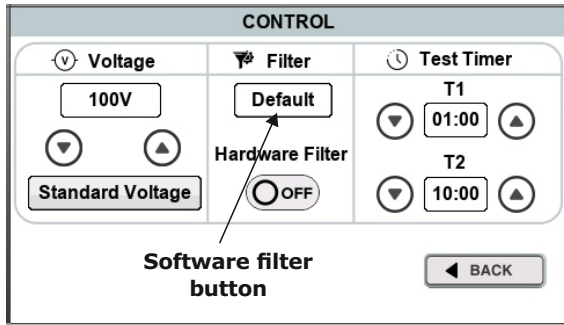 CONTROL
V Voltage
100V
Standard Voltage
Filter
Default
Hardware Filter
OFF
Test Timer
T1
01:00
T2
10:00
Software filter
button
BACK